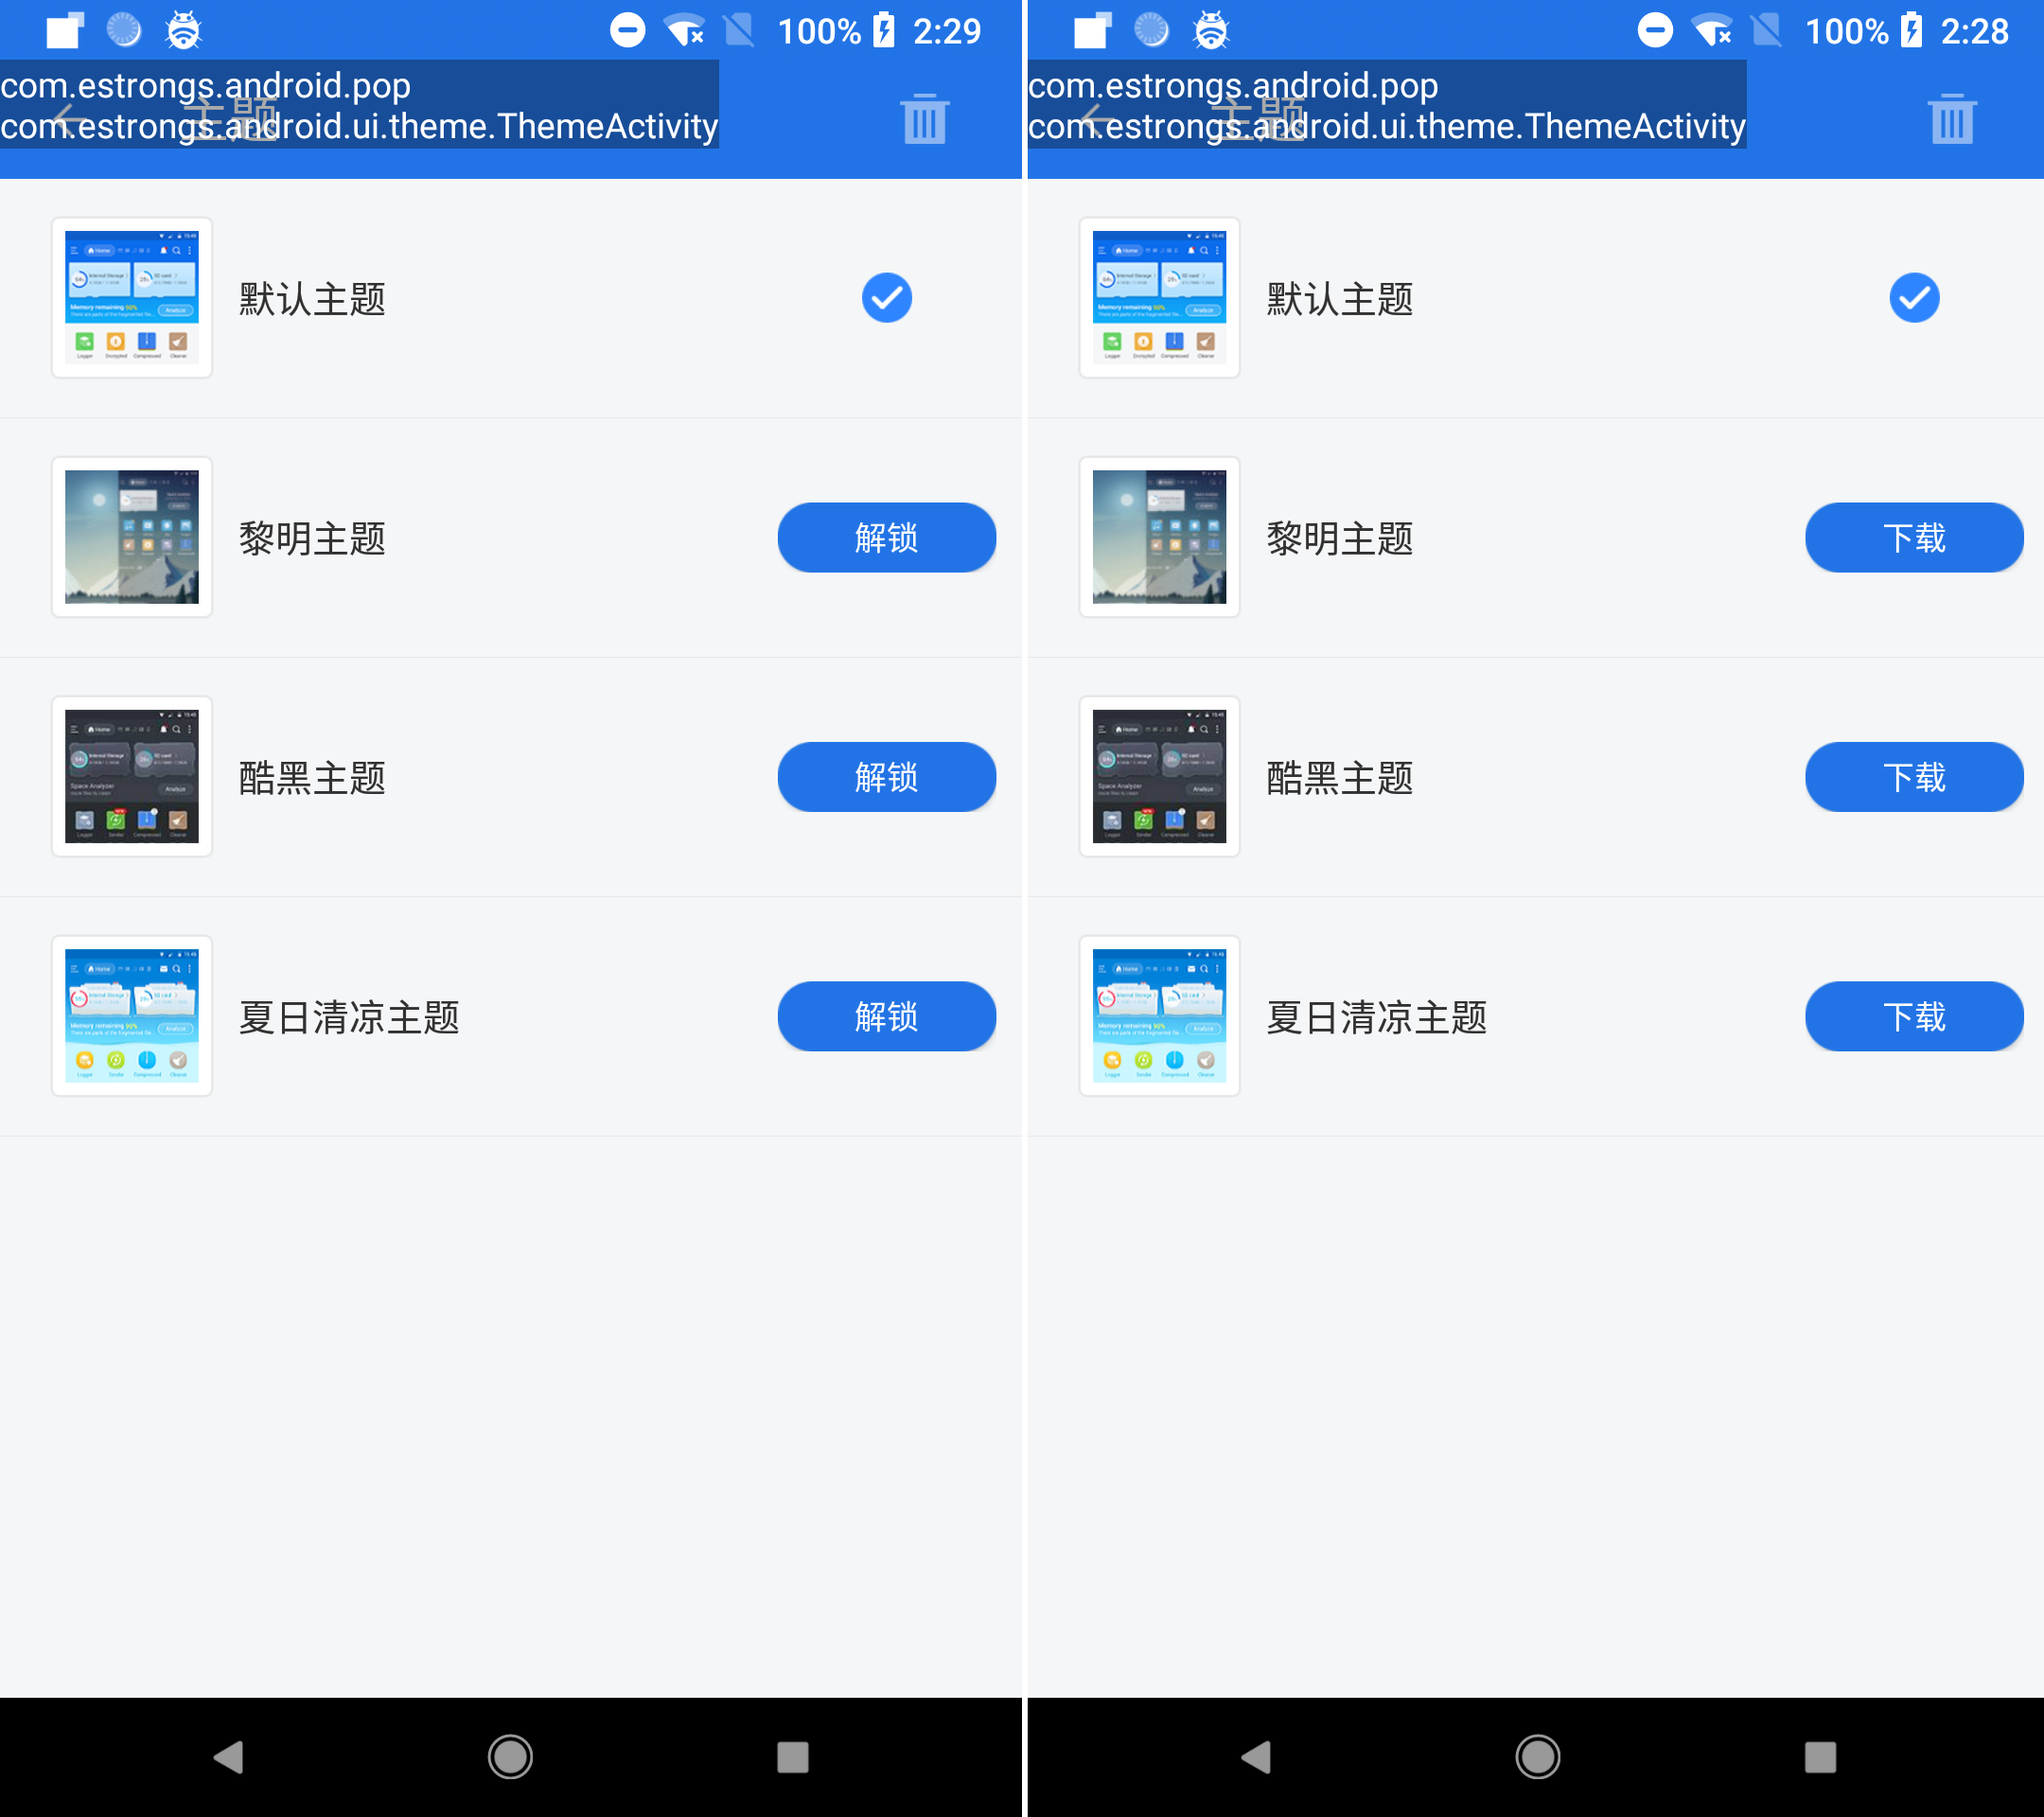 100% 2:29
com.estrongs.android.pop
主题
com.estrongs.android.ui.theme.ThemeActivity
默认主题
黎明主题
解锁
酷黑主题
解锁
夏日清凉主题
解锁
100% 2:28
com.estrongs.android.pop
主题
com.estrongs.android.ui.theme.ThemeActivity
默认主题
黎明主题
下载
酷黑主题
下载
夏日清凉主题
下载